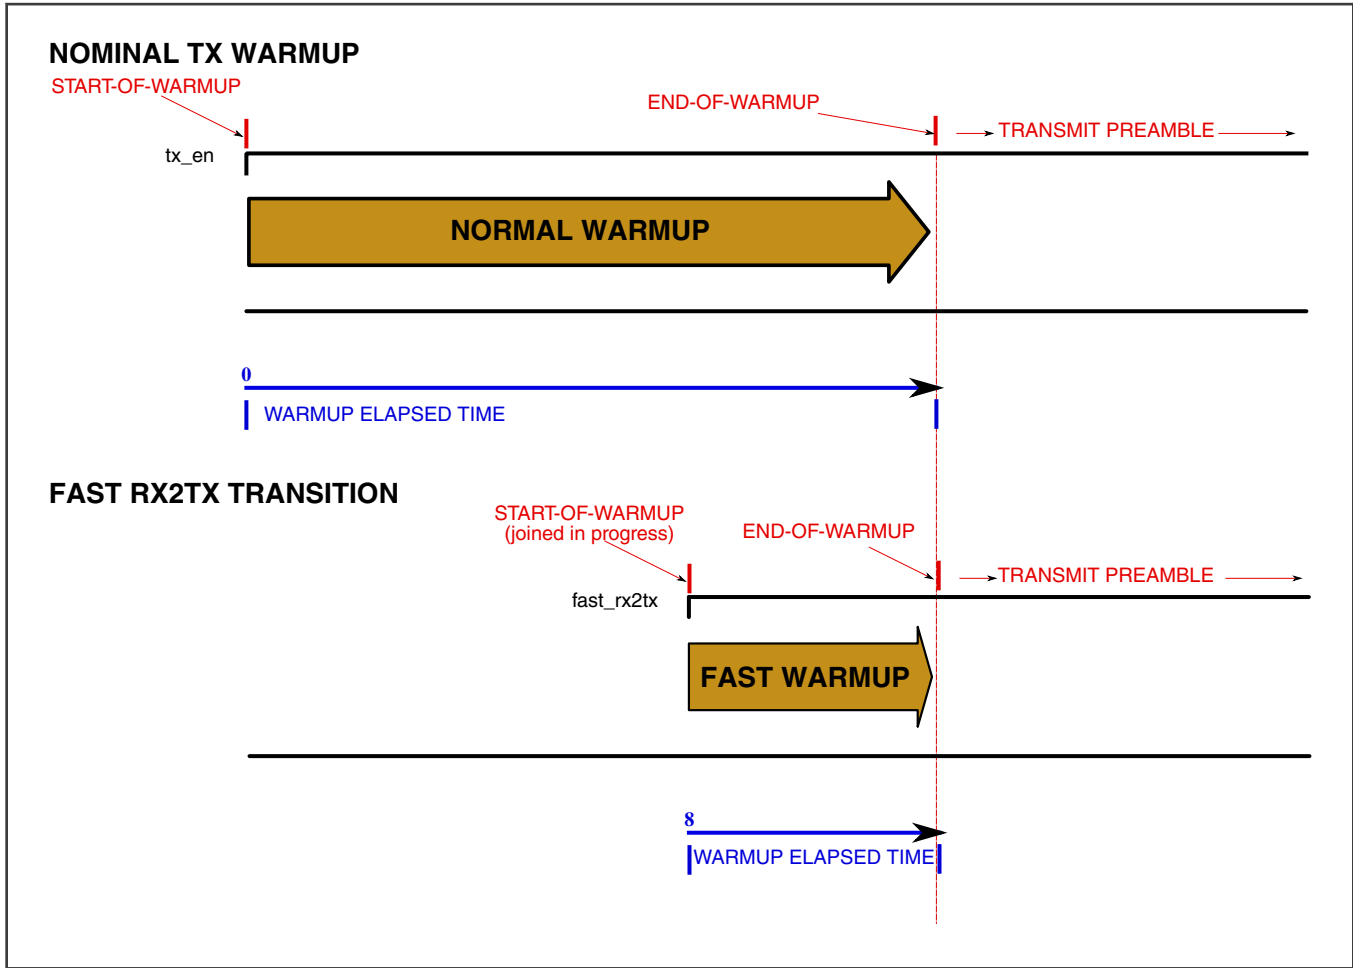 NOMINAL TX WARMUP
START-OF-WARMUP
END-OF-WARMUP
TRANSMIT PREAMBLE
tx_en
NORMAL WARMUP
0
WARMUP ELAPSED TIME
FAST RX2TX TRANSITION
START-OF-WARMUP
(joined in progress)
END-OF-WARMUP
TRANSMIT PREAMBLE
fast_rx2tx
FAST WARMUP
8
WARMUP ELAPSED TIME